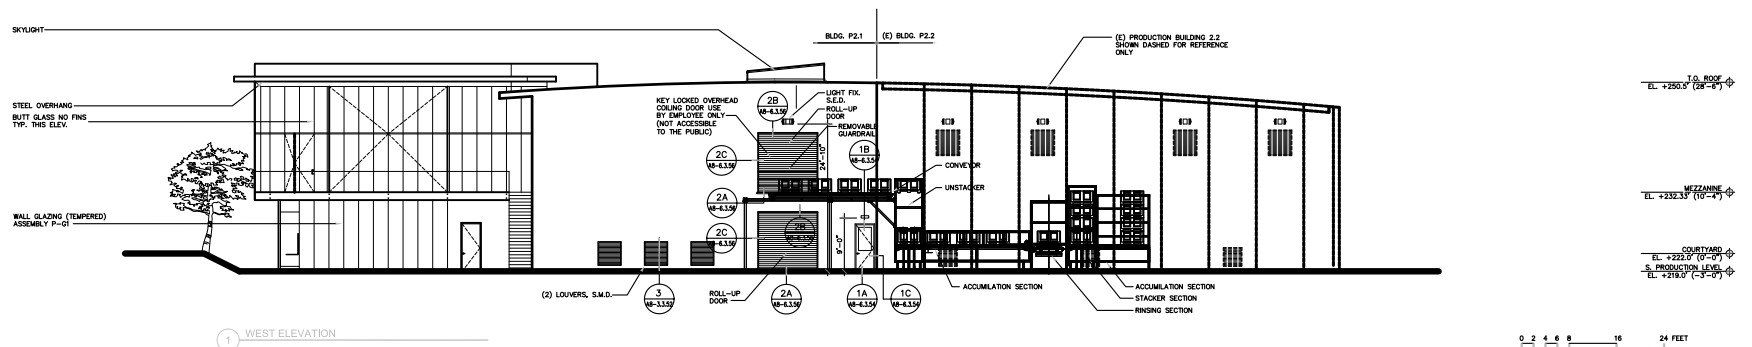 SKYLIGHT
BLDG. P2.1
(E) BLDG. P2.2
(E) PRODUCTION BUILDING 2.2
SHOWN DASHED FOR REFERENCE
ONLY
T.O. ROOF
EL. +250.5' (28'-6")
STEEL OVERHANG
BUTT GLASS NO FINS
TYP. THIS ELEV.
KEY LOCKED OVERHEAD
COILING DOOR USE
BY EMPLOYEE ONLY
(NOT ACCESSIBLE
TO THE PUBLIC)
2B
A8-6.3.56
LIGHT FIX.
S.E.D.
ROLL-UP
DOOR
REMOVABLE
GUARDRAIL
2C
A8-6.3.56
24'-10"
1B
A8-6.3.54
CONVEYOR
UNSTACKER
MEZZANINE
EL. +232.33' (10'-4")
2A
A8-6.3.56
WALL GLAZING (TEMPERED)
ASSEMBLY P-G1
2C
A8-6.3.56
2B
9'-0"
COURTYARD
EL. +222.0' (0'-0")
S. PRODUCTION LEVEL
EL. +219.0' (-3'-0")
(2) LOUVERS, S.M.D.
3
A8-3.3.52
ROLL-UP
DOOR
2A
A8-6.3.56
1A
A8-6.3.54
1C
A8-6.3.54
ACCUMILATION SECTION
ACCUMILATION SECTION
STACKER SECTION
RINSING SECTION
1
WEST ELEVATION
0 2 4 6 8 16 24 FEET